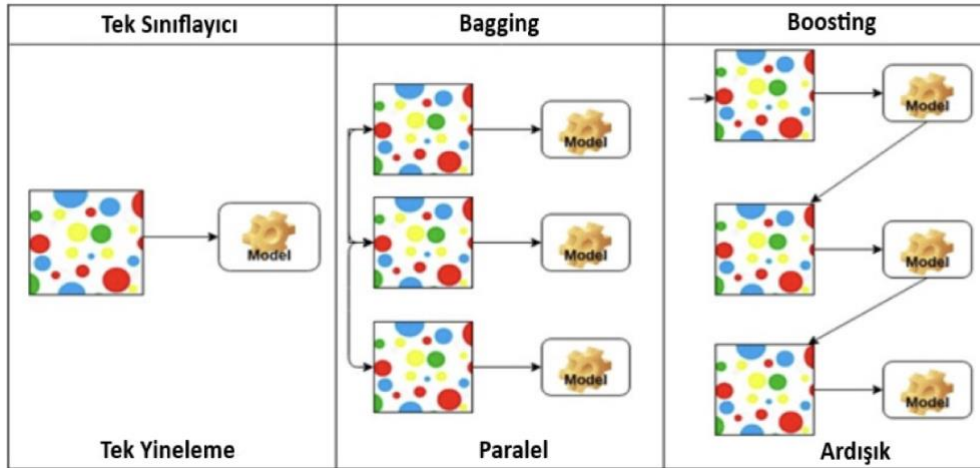 Tek Sınıflayıcı
Bagging
Boosting
Model
Model
Model
Model
Model
Model
Model
Tek Yineleme
Paralel
Ardışık